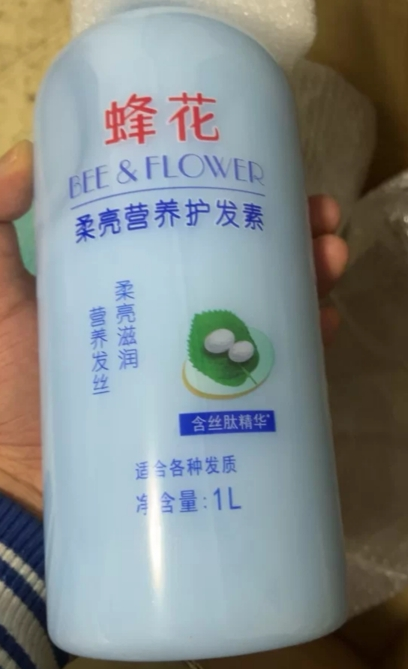 蜂花
BEE & FLOWER
柔亮营养护发素
柔亮滋润
营养发丝
含丝肽精华*
适合各种发质
净含量:1L